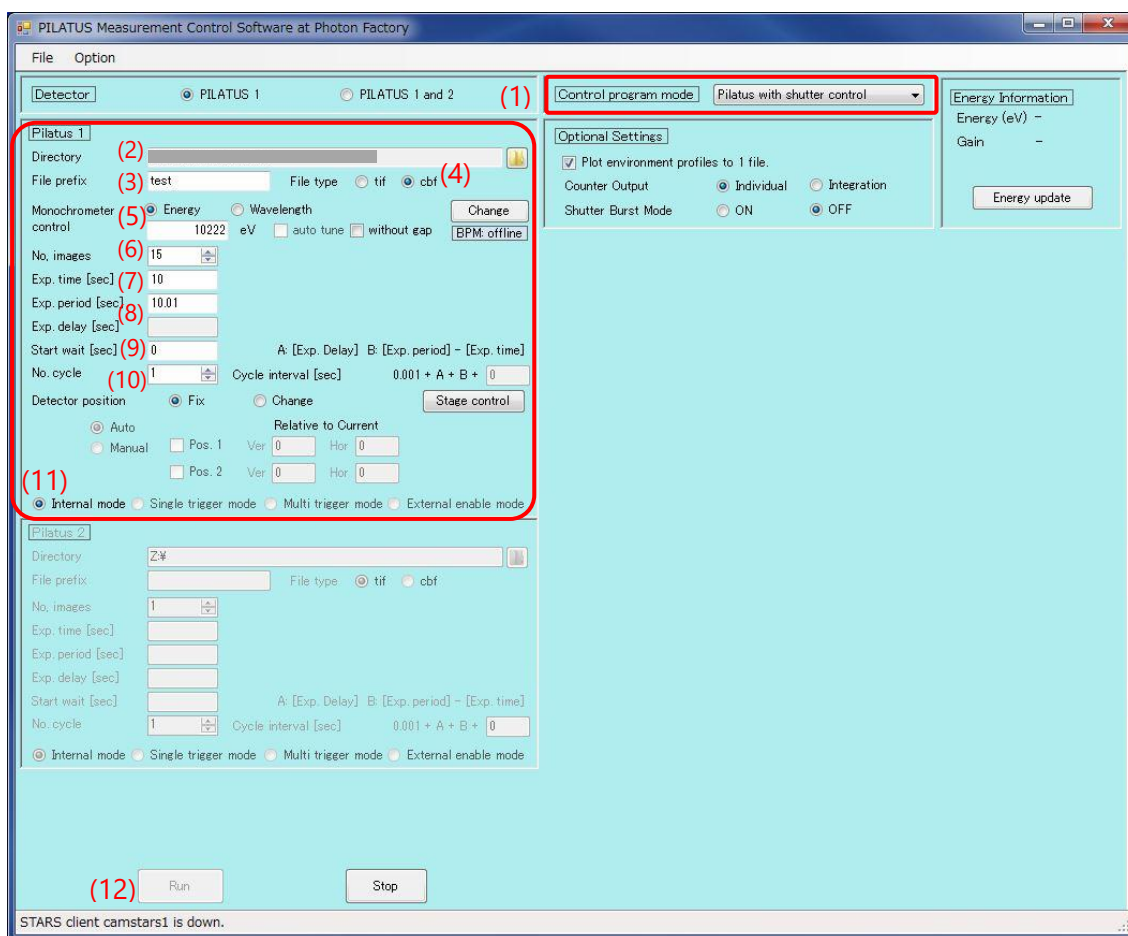 PILATUS Measurement Control Software at Photon Factory
File Option
Detector PILATUS 1 PILATUS 1 and 2
(1) Control program mode Pilatus with shutter control
Energy Information
Energy (eV) -
Gain -
Energy update
Optional Settings
Plot environment profiles to 1 file.
Counter Output Individual Integration
Shutter Burst Mode ON OFF
Pilatus 1
Directory (2)
File prefix (3) test File type tif cbf (4)
Monochrometer control (5) Energy Wavelength Change
10222 eV auto tune without gap BPM: offline
No, images (6) 15
Exp. time [sec] (7) 10
Exp. period [sec] 10.01
(8)
Exp. delay [sec]
Start wait [sec] (9) 0 A: [Exp. Delay] B: [Exp. period] - [Exp. time]
No. cycle (10) 1 Cycle interval [sec] 0.001 + A + B + 0
Detector position Fix Change Stage control
Auto Relative to Current
Manual Pos. 1 Ver 0 Hor 0
Pos. 2 Ver 0 Hor 0
(11)
Internal mode Single trigger mode Multi trigger mode External enable mode
Pilatus 2
Directory Z:¥
File prefix File type tif cbf
No, images 1
Exp. time [sec]
Exp. period [sec]
Exp. delay [sec]
Start wait [sec] A: [Exp. Delay] B: [Exp. period] - [Exp. time]
No. cycle 1 Cycle interval [sec] 0.001 + A + B + 0
Internal mode Single trigger mode Multi trigger mode External enable mode
(12) Run Stop
STARS client camstars1 is down.